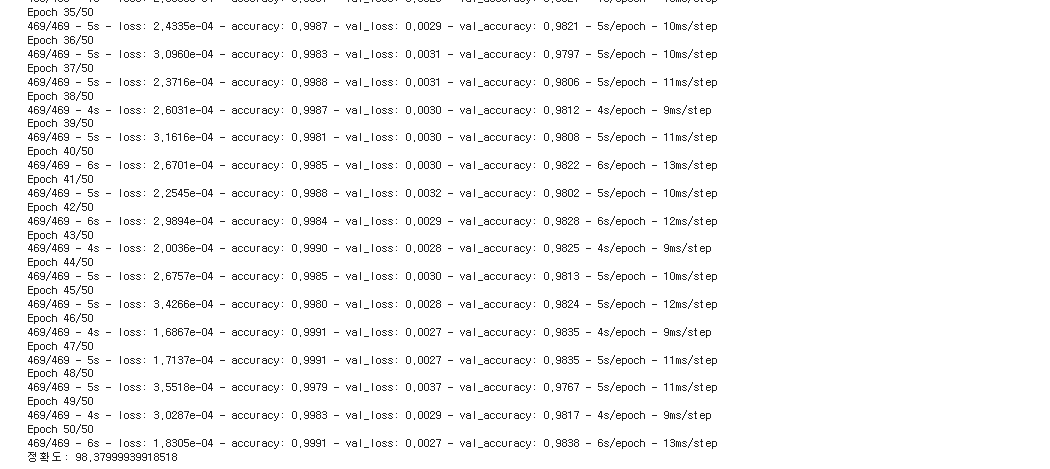 Epoch 35/50
469/469 - 5s - loss: 2.4335e-04 - accuracy: 0.9987 - val_loss: 0.0029 - val_accuracy: 0.9821 - 5s/epoch - 10ms/step
Epoch 36/50
469/469 - 5s - loss: 3.0960e-04 - accuracy: 0.9983 - val_loss: 0.0031 - val_accuracy: 0.9797 - 5s/epoch - 10ms/step
Epoch 37/50
469/469 - 5s - loss: 2.3716e-04 - accuracy: 0.9988 - val_loss: 0.0031 - val_accuracy: 0.9806 - 5s/epoch - 11ms/step
Epoch 38/50
469/469 - 4s - loss: 2.6031e-04 - accuracy: 0.9987 - val_loss: 0.0030 - val_accuracy: 0.9812 - 4s/epoch - 9ms/step
Epoch 39/50
469/469 - 5s - loss: 3.1616e-04 - accuracy: 0.9981 - val_loss: 0.0030 - val_accuracy: 0.9808 - 5s/epoch - 11ms/step
Epoch 40/50
469/469 - 6s - loss: 2.6701e-04 - accuracy: 0.9985 - val_loss: 0.0030 - val_accuracy: 0.9822 - 6s/epoch - 13ms/step
Epoch 41/50
469/469 - 5s - loss: 2.2545e-04 - accuracy: 0.9988 - val_loss: 0.0032 - val_accuracy: 0.9802 - 5s/epoch - 10ms/step
Epoch 42/50
469/469 - 6s - loss: 2.9894e-04 - accuracy: 0.9984 - val_loss: 0.0029 - val_accuracy: 0.9828 - 6s/epoch - 12ms/step
Epoch 43/50
469/469 - 4s - loss: 2.0036e-04 - accuracy: 0.9990 - val_loss: 0.0028 - val_accuracy: 0.9825 - 4s/epoch - 9ms/step
Epoch 44/50
469/469 - 5s - loss: 2.6757e-04 - accuracy: 0.9985 - val_loss: 0.0030 - val_accuracy: 0.9813 - 5s/epoch - 10ms/step
Epoch 45/50
469/469 - 5s - loss: 3.4266e-04 - accuracy: 0.9980 - val_loss: 0.0028 - val_accuracy: 0.9824 - 5s/epoch - 12ms/step
Epoch 46/50
469/469 - 4s - loss: 1.6867e-04 - accuracy: 0.9991 - val_loss: 0.0027 - val_accuracy: 0.9835 - 4s/epoch - 9ms/step
Epoch 47/50
469/469 - 5s - loss: 1.7137e-04 - accuracy: 0.9991 - val_loss: 0.0027 - val_accuracy: 0.9835 - 5s/epoch - 11ms/step
Epoch 48/50
469/469 - 5s - loss: 3.5518e-04 - accuracy: 0.9979 - val_loss: 0.0037 - val_accuracy: 0.9767 - 5s/epoch - 11ms/step
Epoch 49/50
469/469 - 4s - loss: 3.0287e-04 - accuracy: 0.9983 - val_loss: 0.0029 - val_accuracy: 0.9817 - 4s/epoch - 9ms/step
Epoch 50/50
469/469 - 6s - loss: 1.8305e-04 - accuracy: 0.9991 - val_loss: 0.0027 - val_accuracy: 0.9838 - 6s/epoch - 13ms/step
정확도: 98.37999939918518